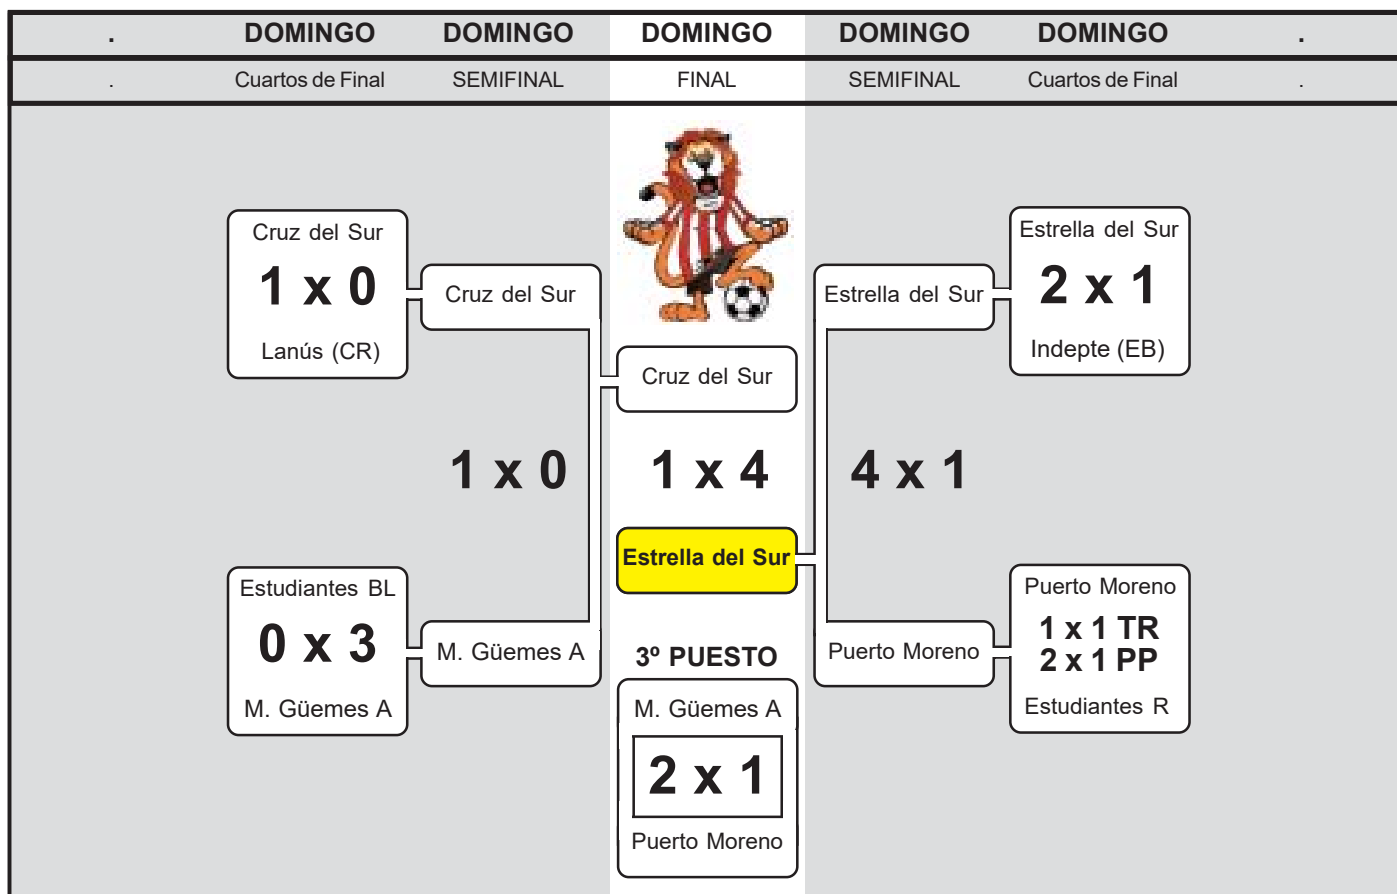 . DOMINGO DOMINGO DOMINGO DOMINGO DOMINGO .
. Cuartos de Final SEMIFINAL FINAL SEMIFINAL Cuartos de Final .
Cruz del Sur
1 x 0
Lanús (CR)
Cruz del Sur
1 x 0
Estudiantes BL
0 x 3
M. Güemes A
M. Güemes A
Cruz del Sur
1 x 4
Estrella del Sur
3º PUESTO
M. Güemes A
2 x 1
Puerto Moreno
Estrella del Sur
4 x 1
Puerto Moreno
Estrella del Sur
2 x 1
Indepte (EB)
Puerto Moreno
1 x 1 TR
2 x 1 PP
Estudiantes R